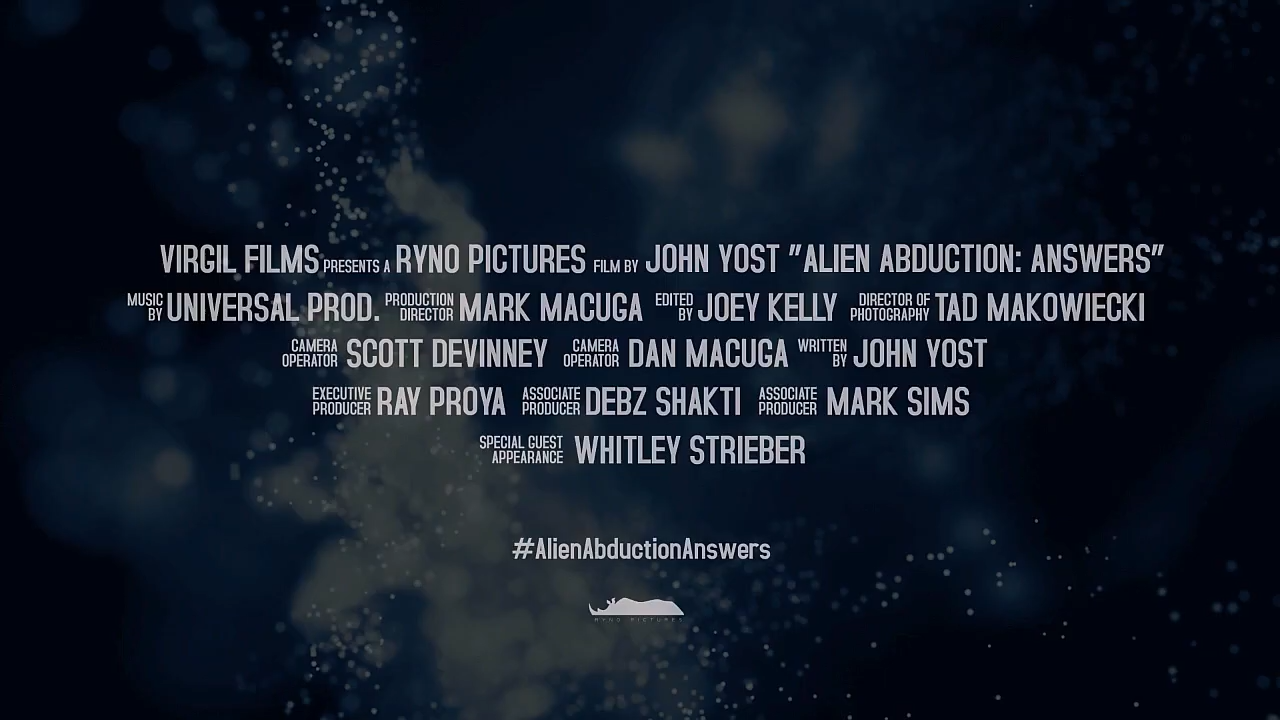 VIRGIL FILMS PRESENTS A RYNO PICTURES FILM BY JOHN YOST "ALIEN ABDUCTION: ANSWERS"
MUSIC BY UNIVERSAL PROD. PRODUCTION DIRECTOR MARK MACUGA EDITED BY JOEY KELLY DIRECTOR OF PHOTOGRAPHY TAD MAKOWIECKI
CAMERA OPERATOR SCOTT DEVINNEY CAMERA OPERATOR DAN MACUGA WRITTEN BY JOHN YOST
EXECUTIVE PRODUCER RAY PROYA ASSOCIATE PRODUCER DEBZ SHAKTI ASSOCIATE PRODUCER MARK SIMS
SPECIAL GUEST APPEARANCE WHITLEY STRIEBER
#AlienAbductionAnswers
RYNO PICTURES